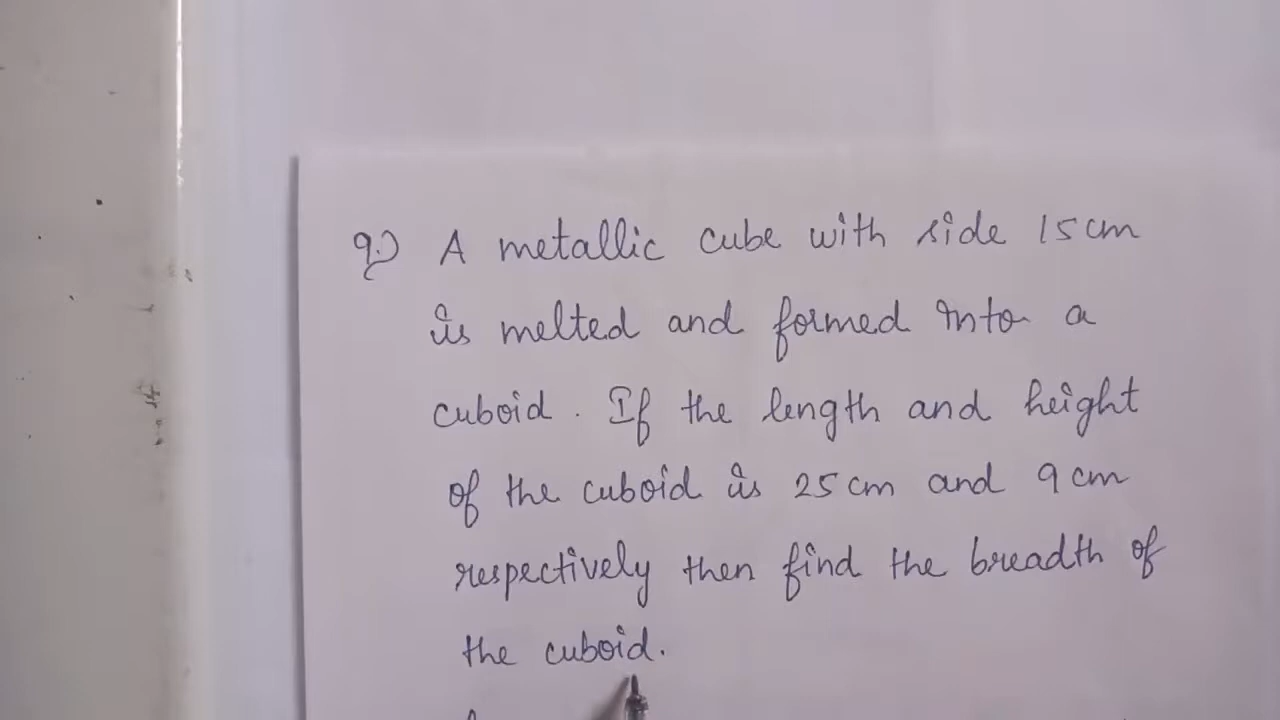 Q.) A metallic cube with side 15 cm
is melted and formed into a
cuboid. If the length and height
of the cuboid is 25 cm and 9 cm
respectively then find the breadth of
the cuboid.